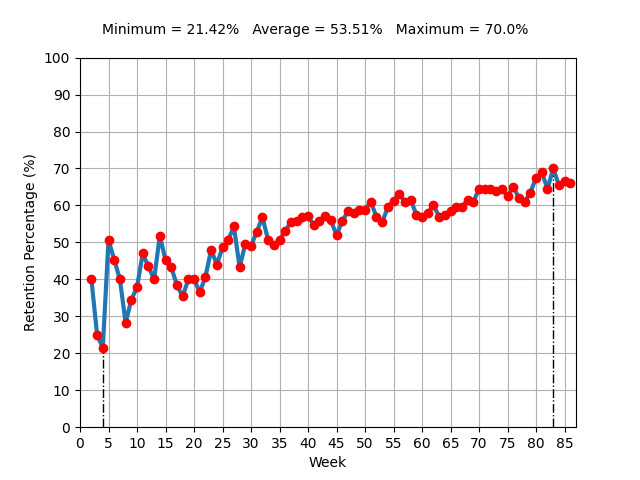 Minimum = 21.42%   Average = 53.51%   Maximum = 70.0%
100
90
80
70
60
50
40
30
20
10
0
Retention Percentage (%)
0 5 10 15 20 25 30 35 40 45 50 55 60 65 70 75 80 85
Week